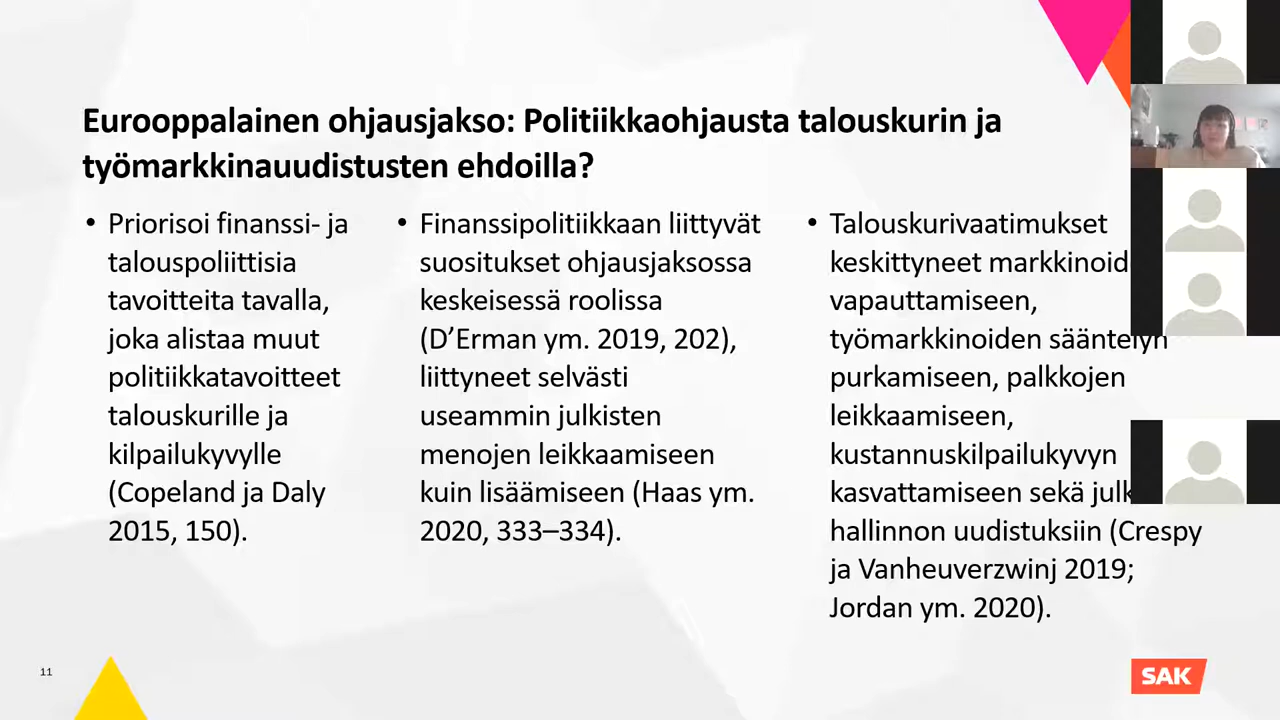 Eurooppalainen ohjausjakso: Politiikkaohjausta talouskurin ja
työmarkkinauudistusten ehdoilla?
• Priorisoi finanssi- ja
talouspoliittisia
tavoitteita tavalla,
joka alistaa muut
politiikkatavoitteet
talouskurille ja
kilpailukyvylle
(Copeland ja Daly
2015, 150).
• Finanssipolitiikkaan liittyvät
suositukset ohjausjaksossa
keskeisessä roolissa
(D’Erman ym. 2019, 202),
liittyneet selvästi
useammin julkisten
menojen leikkaamiseen
kuin lisäämiseen (Haas ym.
2020, 333–334).
• Talouskurivaatimukset
keskittyneet
vapauttamiseen,
työmarkkinoiden sääntelyn
purkamiseen, palkkojen
leikkaamiseen,
kustannuskilpailukyvyn
kasvattamiseen sekä
hallinnon uudistuksiin (Crespy
ja Vanheuverzwinj 2019;
Jordan ym. 2020).
11
SAK